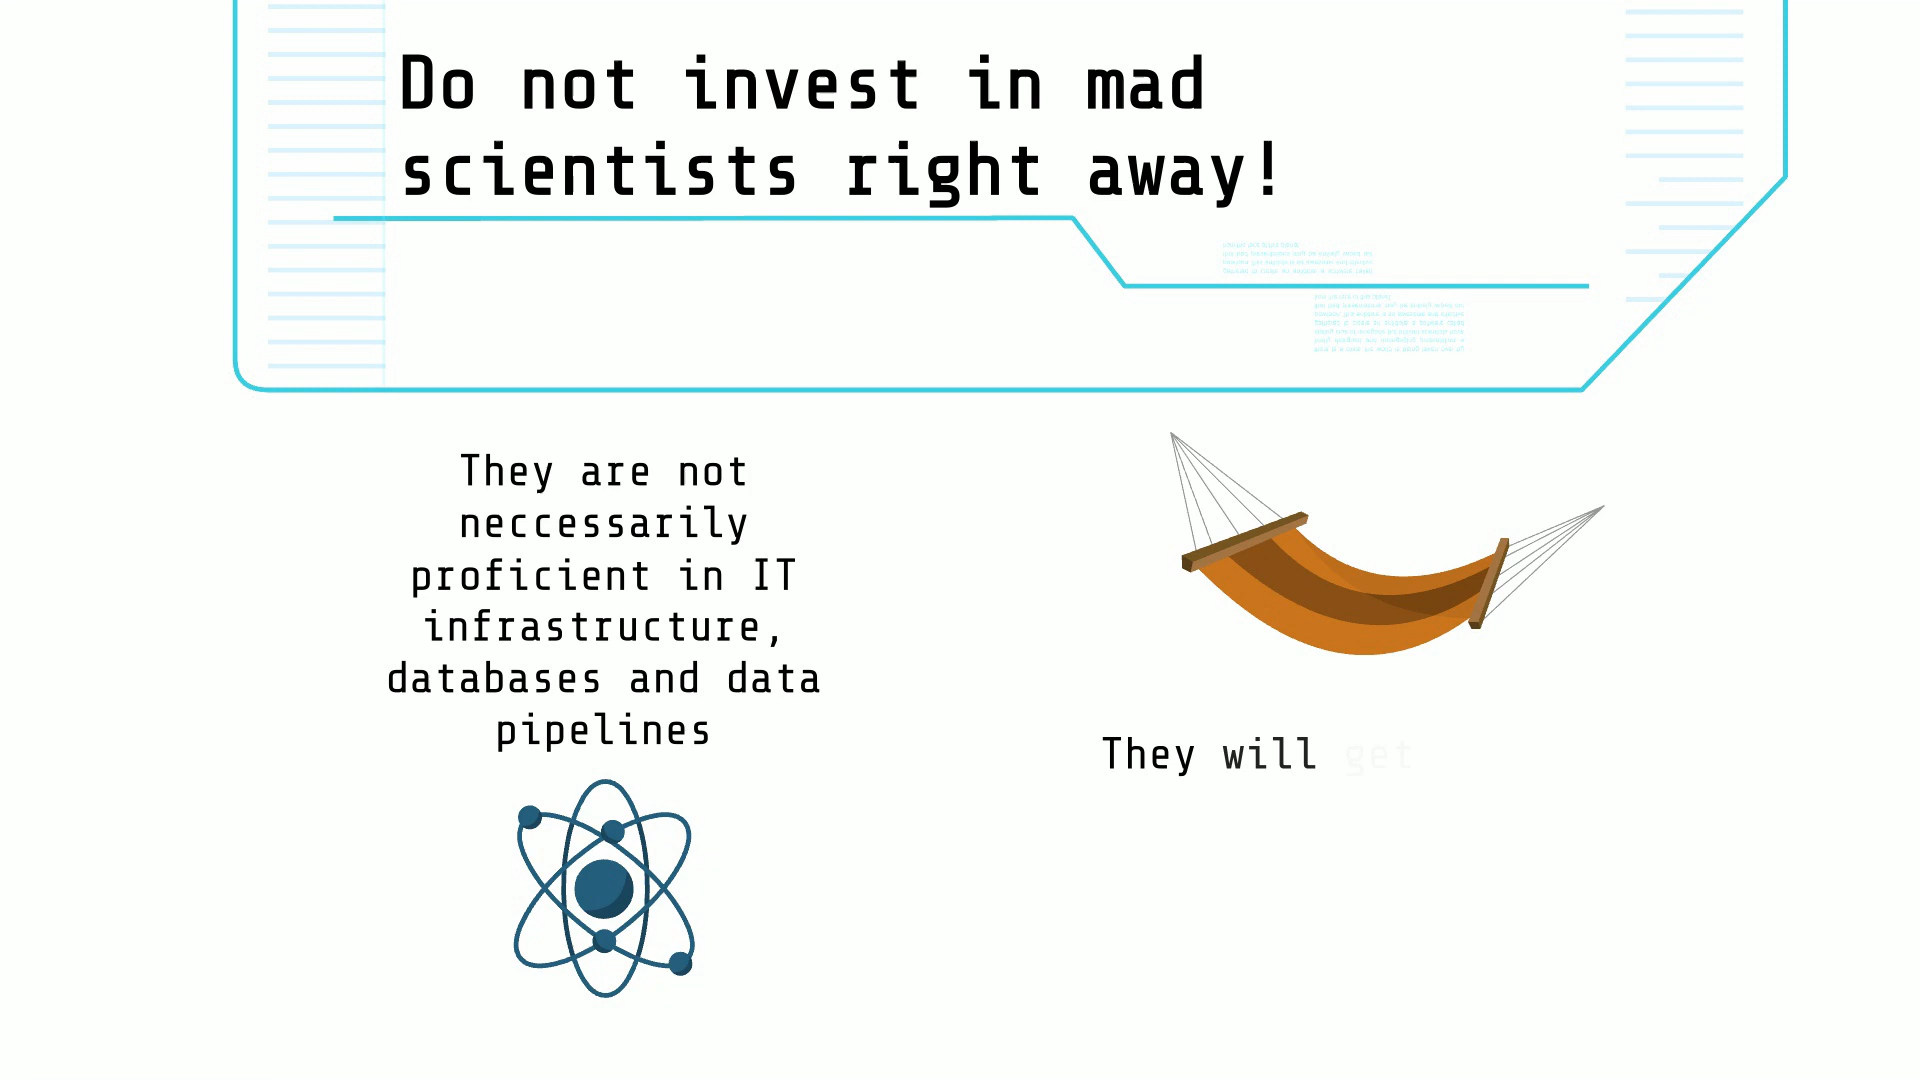 Do not invest in mad
scientists right away!
They are not
neccessarily
proficient in IT
infrastructure,
databases and data
pipelines
They will get